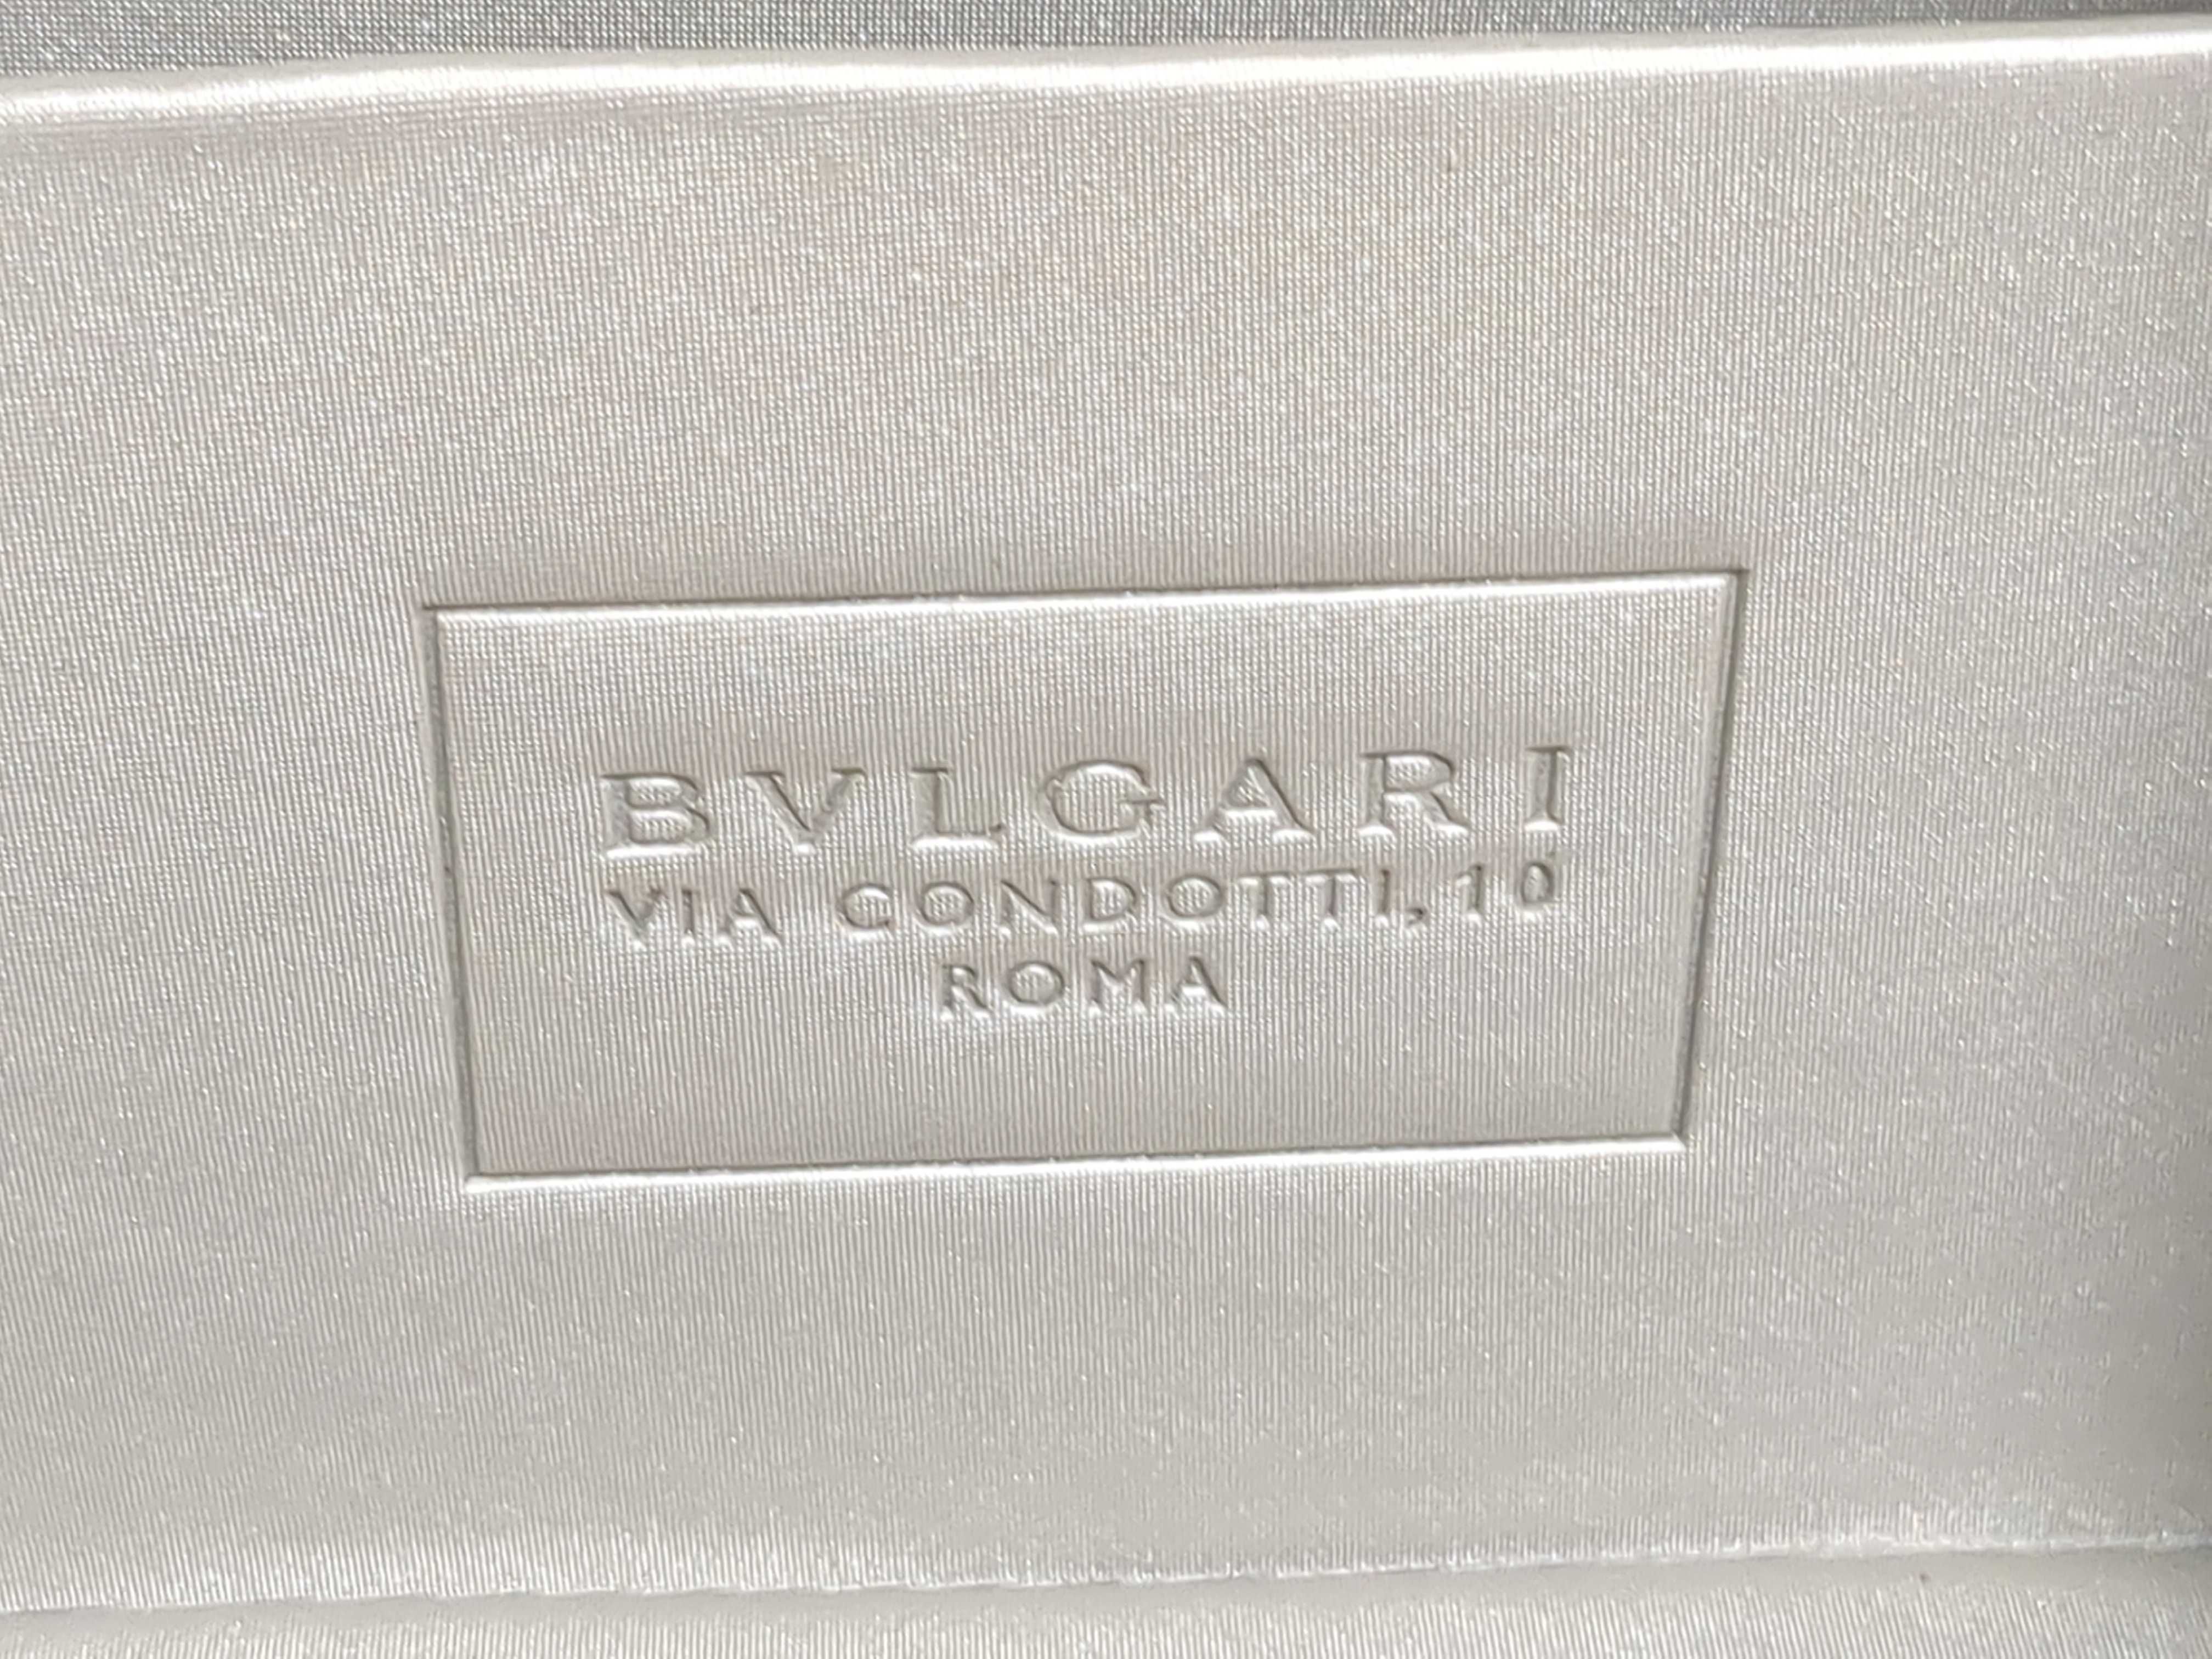 BVLGARI
VIA CONDOTTI, 10
ROMA